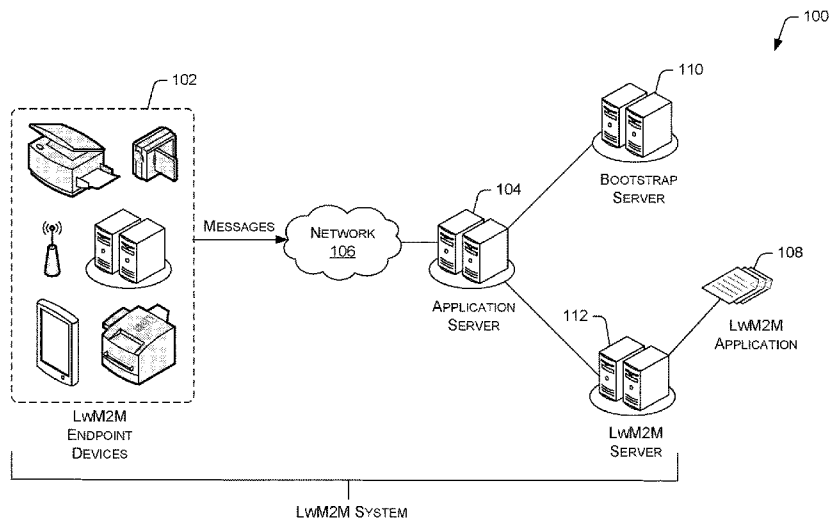 100
102
110
104
MESSAGES
NETWORK
106
BOOTSTRAP
SERVER
APPLICATION
SERVER
108
112
LWM2M
APPLICATION
LWM2M
ENDPOINT
DEVICES
LWM2M
SERVER
LWM2M SYSTEM